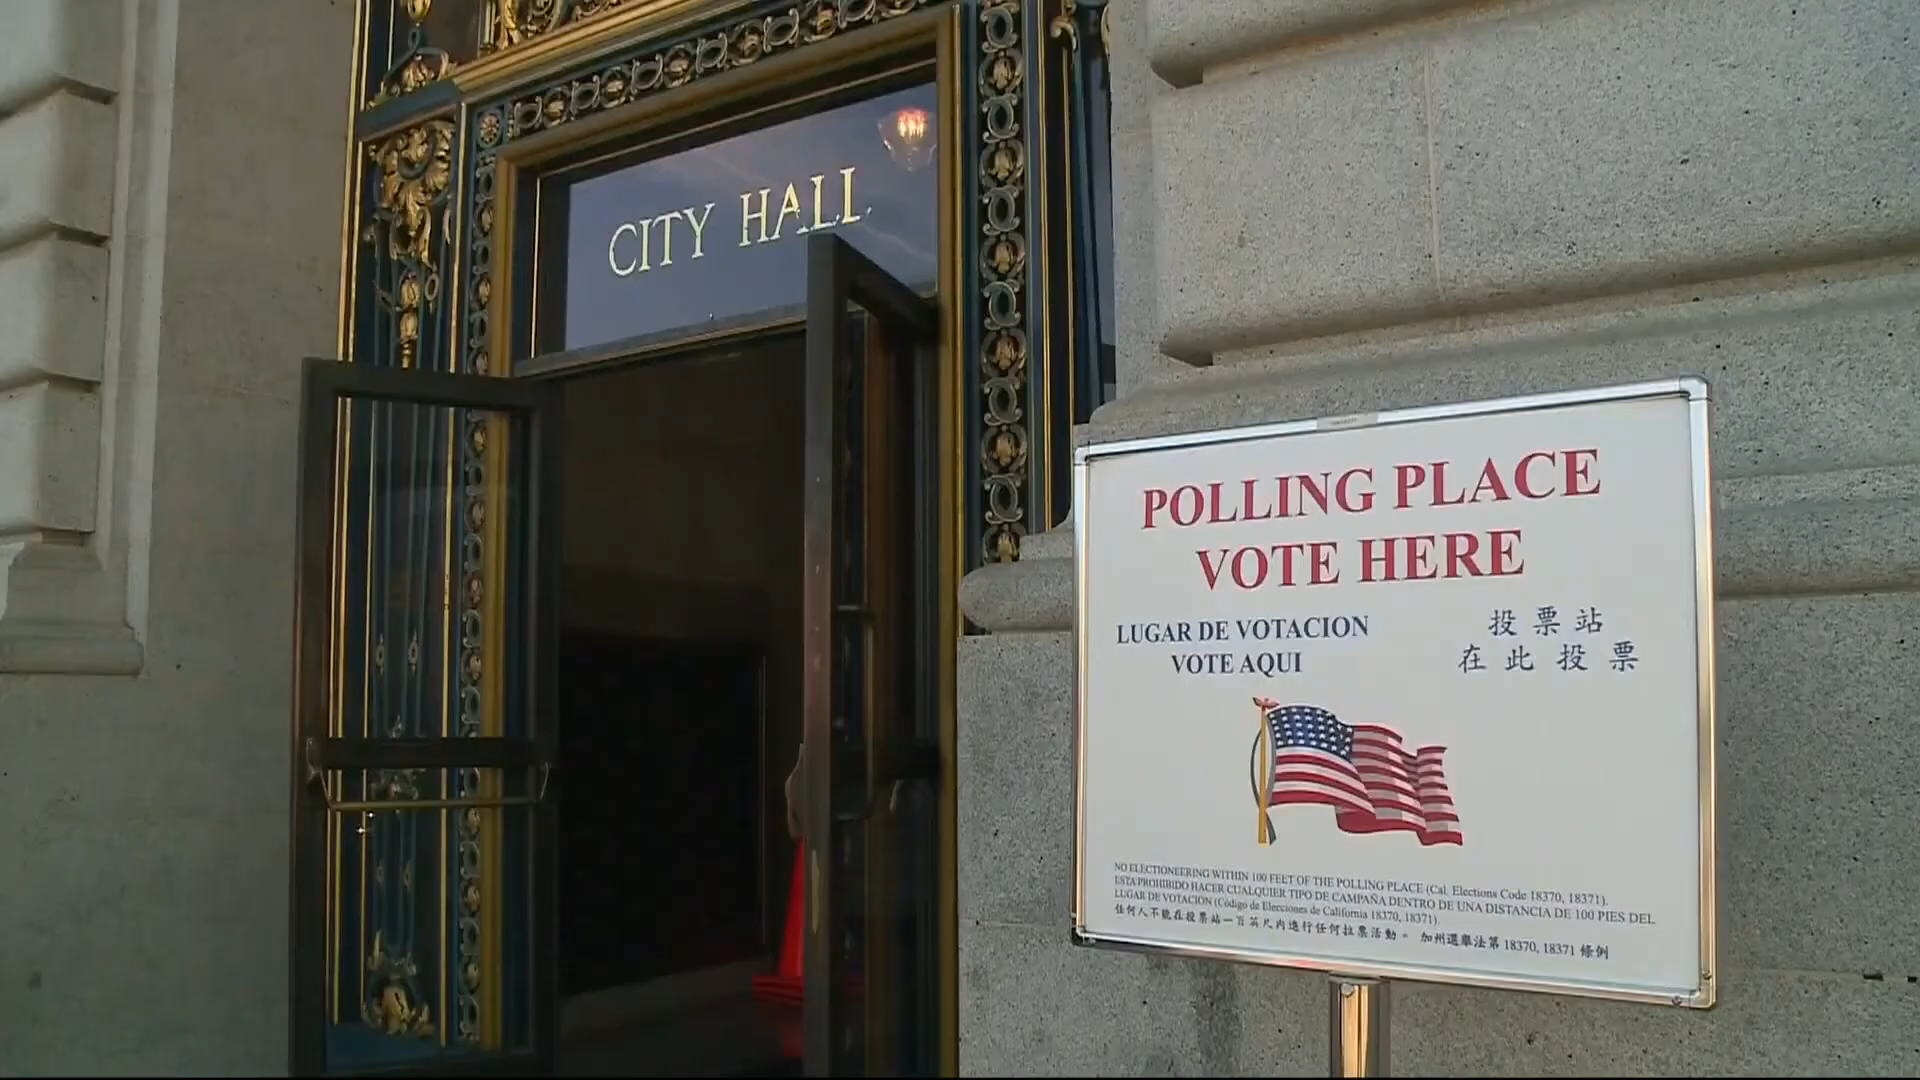 CITY HALL
POLLING PLACE
VOTE HERE
LUGAR DE VOTACION
VOTE AQUI
投票站
在此投票
NO ELECTIONEERING WITHIN 100 FEET OF THE POLLING PLACE (Cal. Elections Code 18370, 18371).
ESTA PROHIBIDO HACER CUALQUIER TIPO DE CAMPAÑA DENTRO DE UNA DISTANCIA DE 100 PIES DEL
LUGAR DE VOTACION (Código de Elecciones de California 18370, 18371).
任何人不能在投票站一百英尺內進行任何拉票活動。 加州選舉法第 18370, 18371 條例